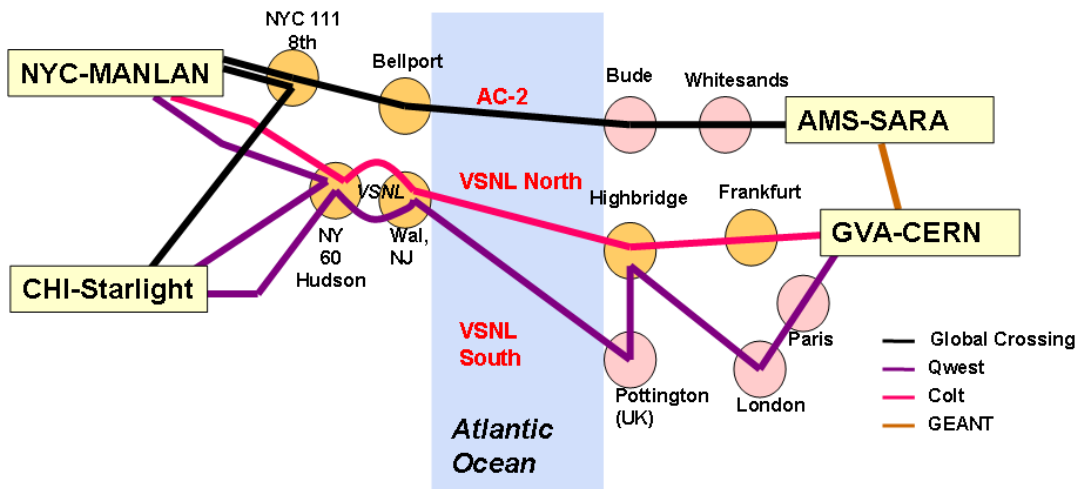 NYC 111
8th
Bellport
NYC-MANLAN
AC-2
Bude
Whitesands
AMS-SARA
VSNL
VSNL North
Highbridge
Frankfurt
GVA-CERN
NY
60
Hudson
Wal,
NJ
CHI-Starlight
VSNL
South
Pottington
(UK)
London
Paris
Atlantic
Ocean
Global Crossing
Qwest
Colt
GEANT